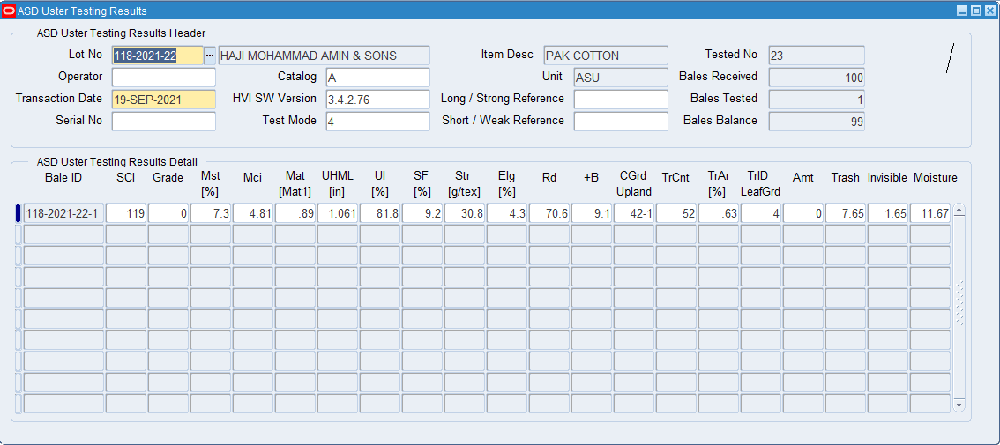 ASD Uster Testing Results
ASD Uster Testing Results Header
Lot No 118-2021-22 ... HAJI MOHAMMAD AMIN & SONS Item Desc PAK COTTON Tested No 23
Operator Catalog A Unit ASU Bales Received 100
Transaction Date 19-SEP-2021 HVI SW Version 3.4.2.76 Long / Strong Reference Bales Tested 1
Serial No Test Mode 4 Short / Weak Reference Bales Balance 99
ASD Uster Testing Results Detail
Bale ID SCI Grade Mst [%] Mci Mat [Mat1] UHML [in] UI [%] SF [%] Str [g/tex] Elg [%] Rd +B CGrd Upland TrCnt TrAr [%] TrID LeafGrd Amt Trash Invisible Moisture
118-2021-22-1 119 0 7.3 4.81 .89 1.061 81.8 9.2 30.8 4.3 70.6 9.1 42-1 52 .63 4 0 7.65 1.65 11.67